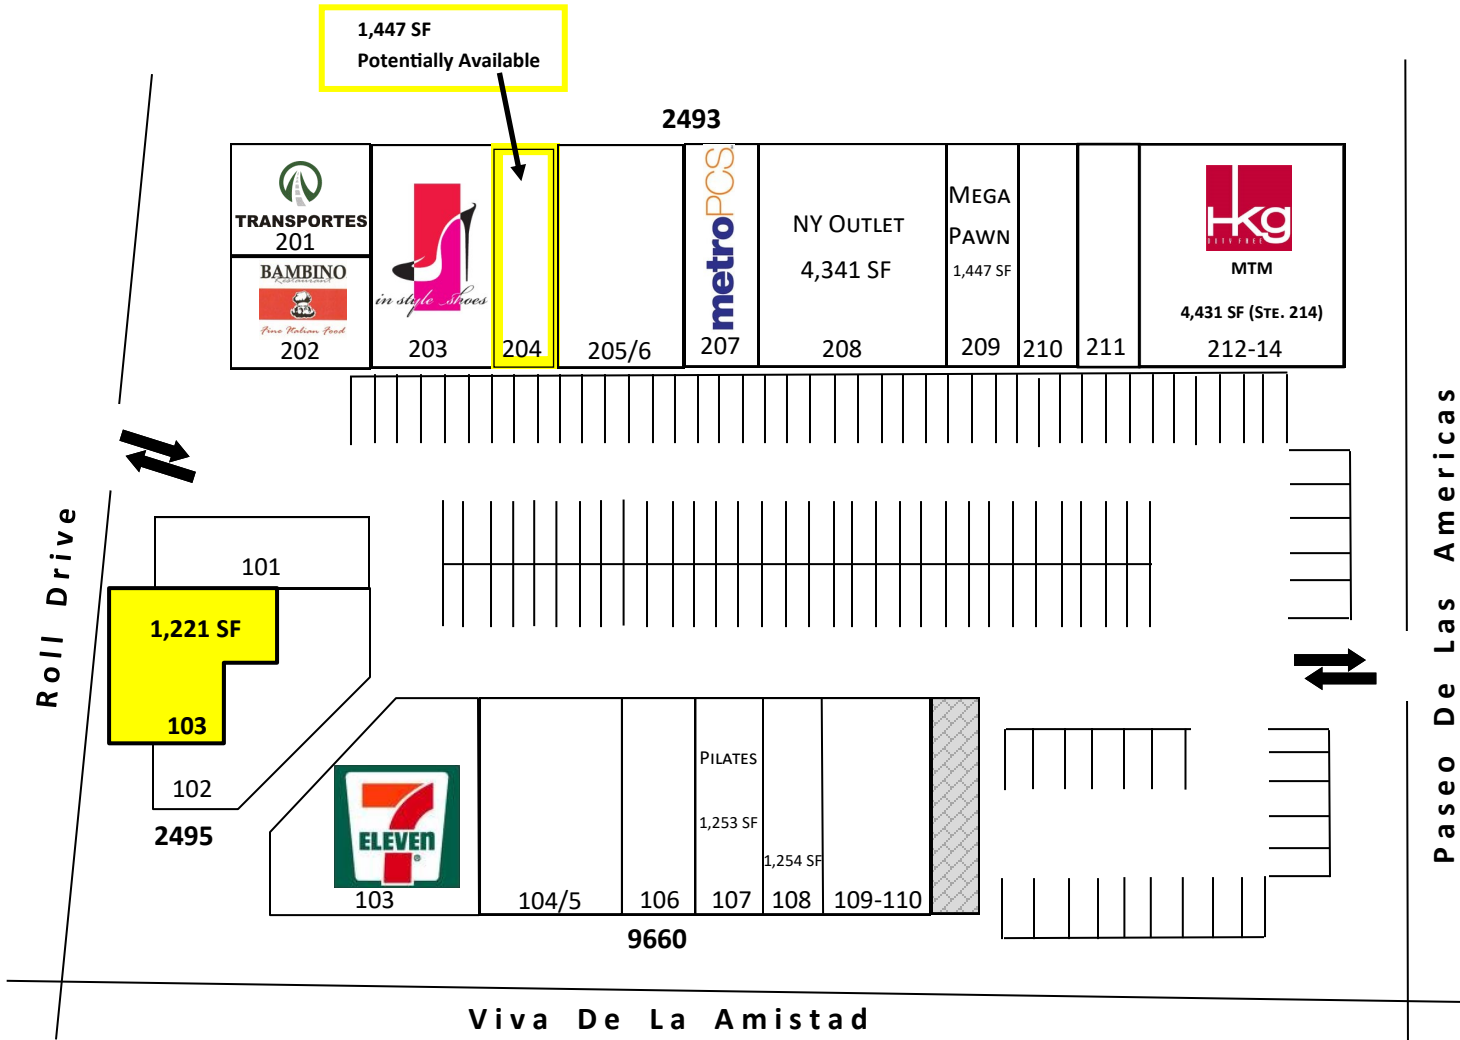 1,447 SF
Potentially Available
2493
TRANSPORTES
201
BAMBINO
Restaurant
Fine Italian Food
202
in style shoes
203
204
205/6
metroPCS.
207
NY OUTLET
4,341 SF
208
MEGA
PAWN
1,447 SF
209
210
211
HKg
DUTY FREE
MTM
4,431 SF (STE. 214)
212-14
Roll Drive
Paseo De Las Americas
101
1,221 SF
103
102
2495
7
ELEVEN
®
103
104/5
106
PILATES
1,253 SF
107
1,254 SF
108
109-110
9660
Viva De La Amistad